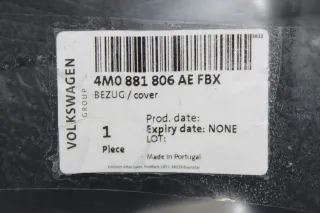 VOLKSWAGEN
GROUP
4M0 881 806 AE FBX
BEZUG / cover
1
Piece
Prod. date:
Expiry date: NONE
LOT:
Made in Portugal